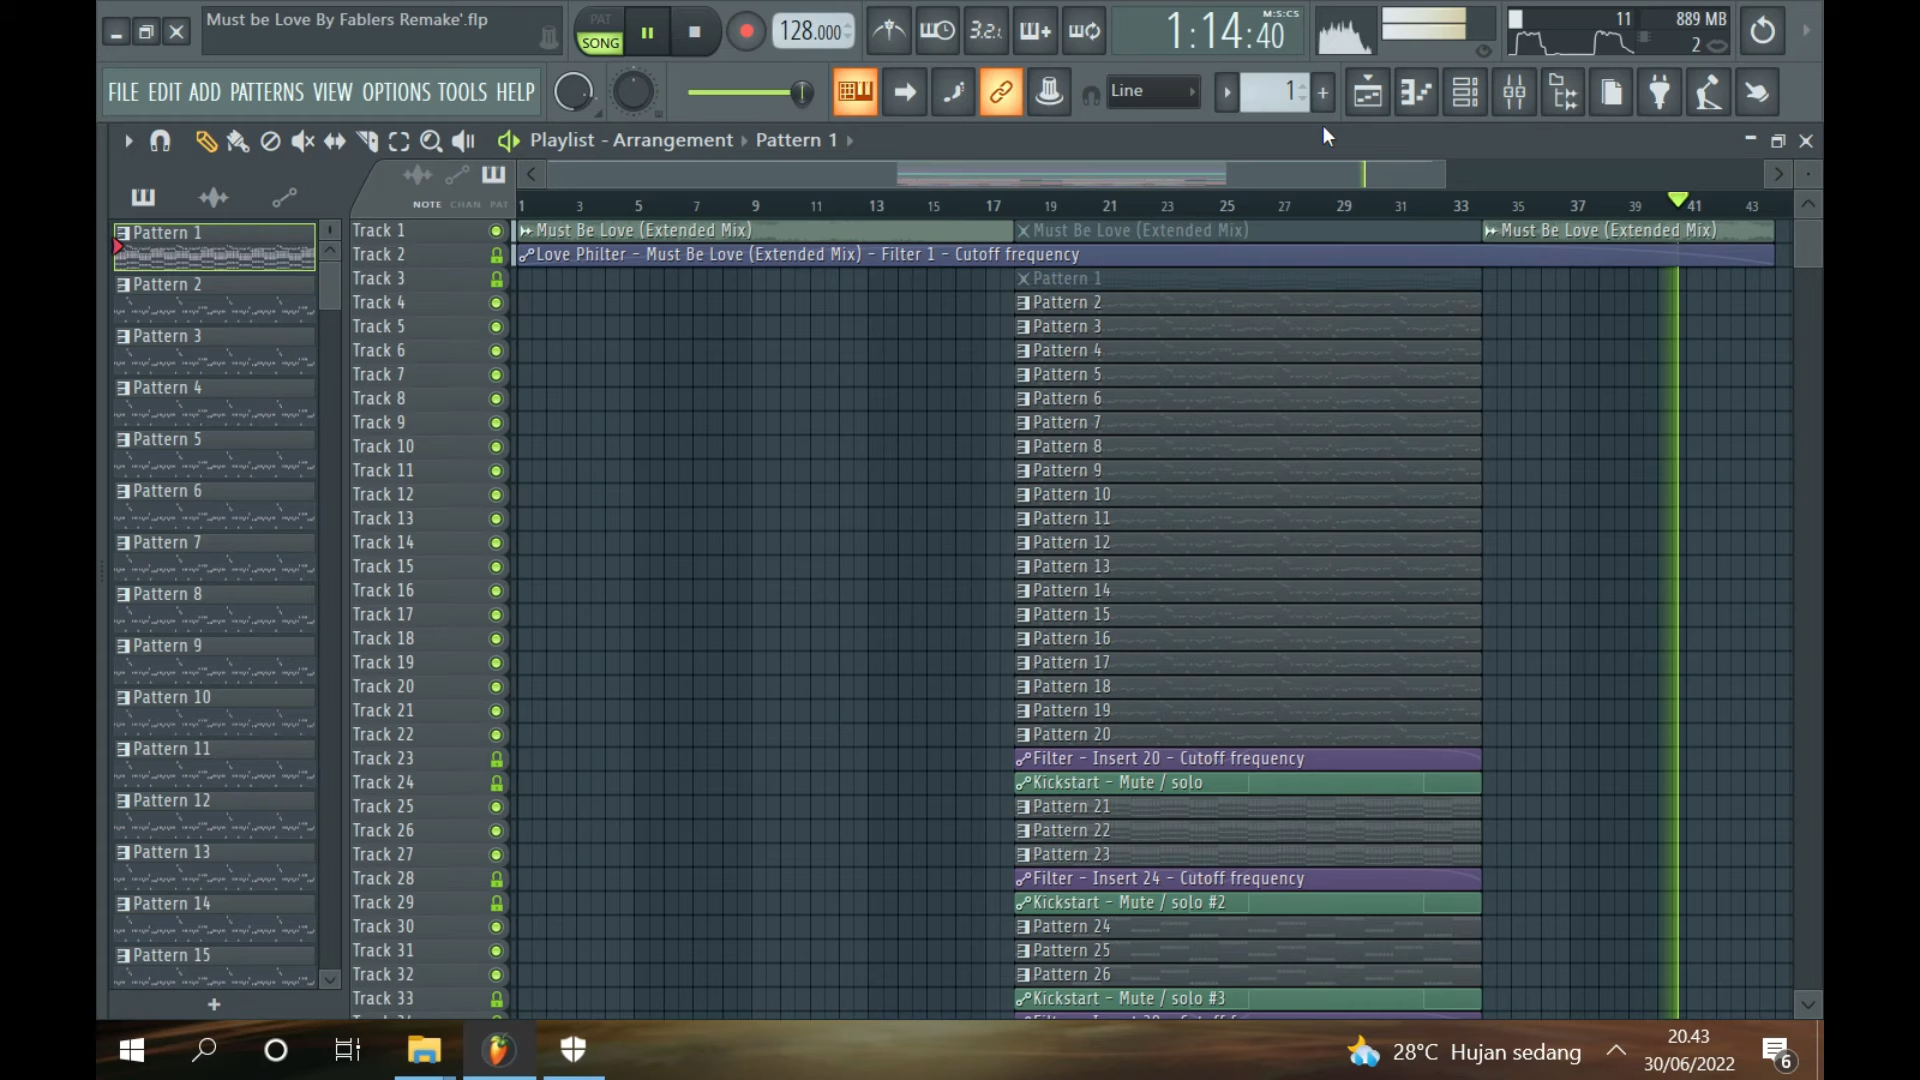 Must be Love By Fablers Remake'.flp
PAT
SONG
128.000
3.2.1
1:14:40
M:S:CS
11
889 MB
2
FILE EDIT ADD PATTERNS VIEW OPTIONS TOOLS HELP
Line
1
Playlist - Arrangement
Pattern 1
NOTE CHAN PAT
1 3 5 7 9 11 13 15 17 19 21 23 25 27 29 31 33 35 37 39 41 43
Pattern 1
Pattern 2
Pattern 3
Pattern 4
Pattern 5
Pattern 6
Pattern 7
Pattern 8
Pattern 9
Pattern 10
Pattern 11
Pattern 12
Pattern 13
Pattern 14
Pattern 15
Track 1 Must Be Love (Extended Mix) Must Be Love (Extended Mix) Must Be Love (Extended Mix)
Track 2 Love Philter - Must Be Love (Extended Mix) - Filter 1 - Cutoff frequency
Track 3 Pattern 1
Track 4 Pattern 2
Track 5 Pattern 3
Track 6 Pattern 4
Track 7 Pattern 5
Track 8 Pattern 6
Track 9 Pattern 7
Track 10 Pattern 8
Track 11 Pattern 9
Track 12 Pattern 10
Track 13 Pattern 11
Track 14 Pattern 12
Track 15 Pattern 13
Track 16 Pattern 14
Track 17 Pattern 15
Track 18 Pattern 16
Track 19 Pattern 17
Track 20 Pattern 18
Track 21 Pattern 19
Track 22 Pattern 20
Track 23 Filter - Insert 20 - Cutoff frequency
Track 24 Kickstart - Mute / solo
Track 25 Pattern 21
Track 26 Pattern 22
Track 27 Pattern 23
Track 28 Filter - Insert 24 - Cutoff frequency
Track 29 Kickstart - Mute / solo #2
Track 30 Pattern 24
Track 31 Pattern 25
Track 32 Pattern 26
Track 33 Kickstart - Mute / solo #3
28°C Hujan sedang
20.43
30/06/2022
6